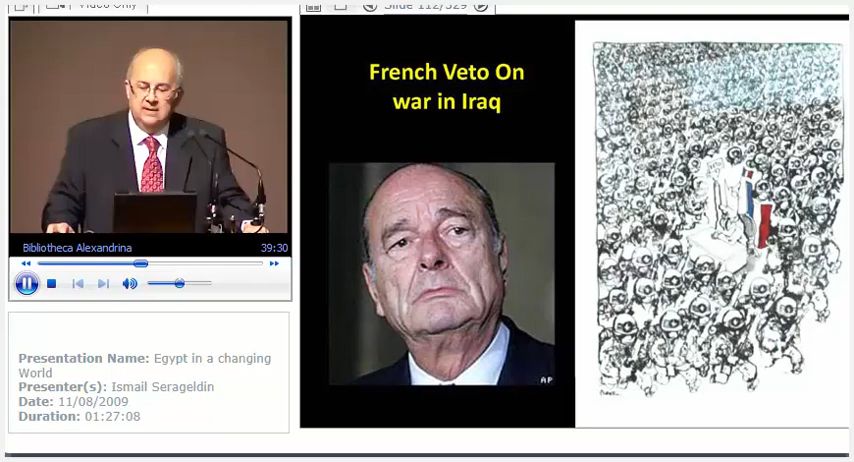 Video Only
Slide 112/329
French Veto On
war in Iraq
AP
Bibliotheca Alexandrina
39:30
Presentation Name: Egypt in a changing
World
Presenter(s): Ismail Serageldin
Date: 11/08/2009
Duration: 01:27:08